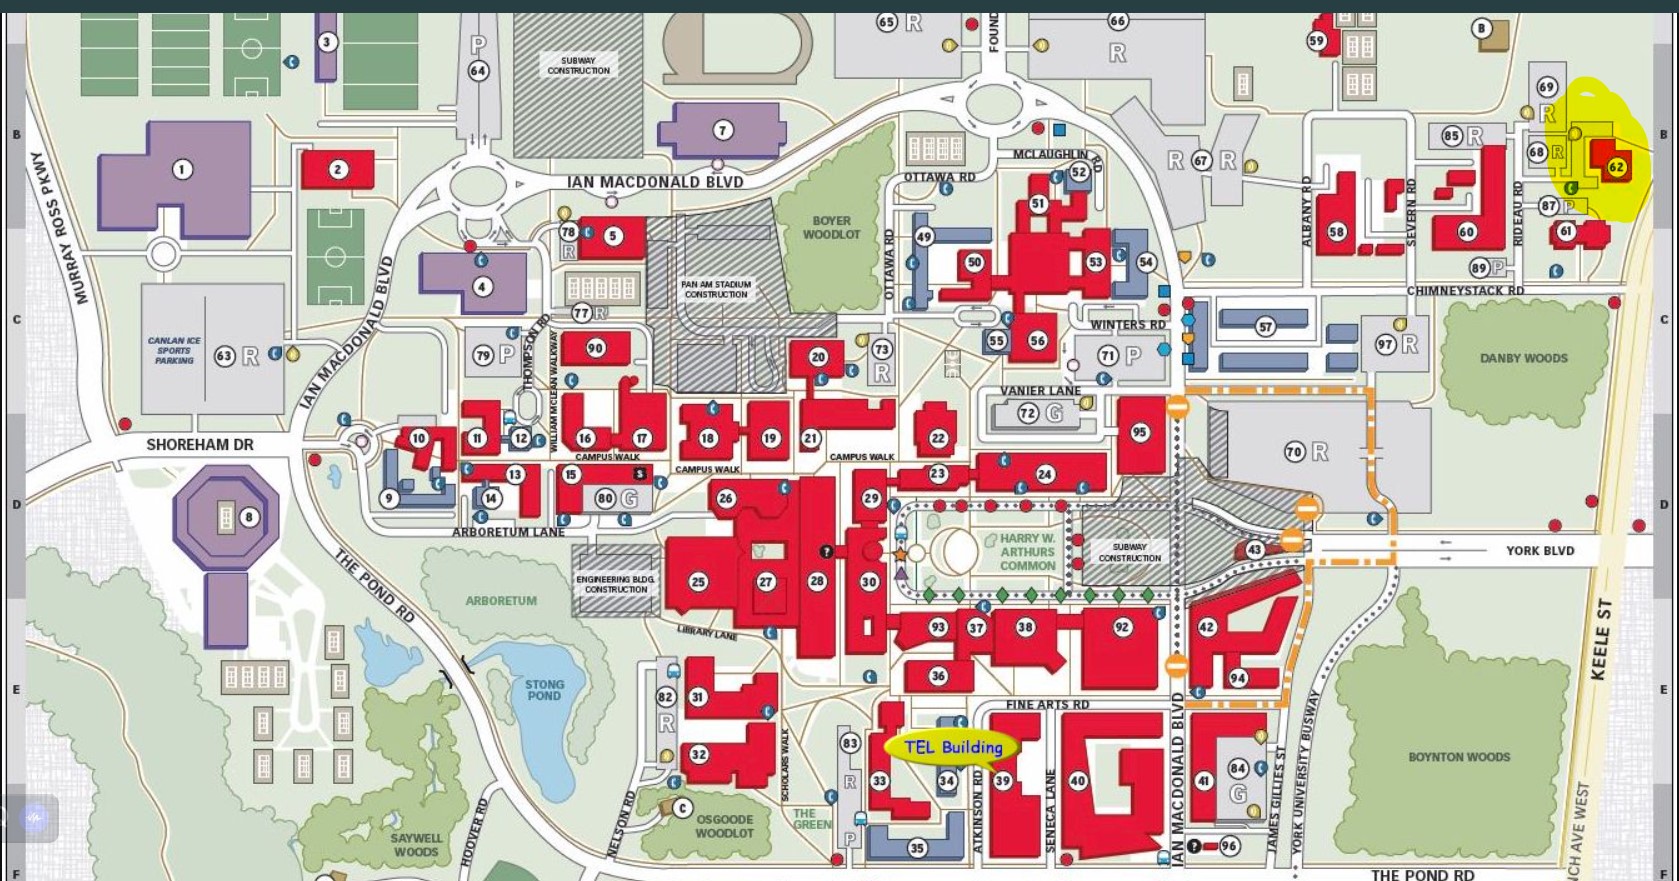 3
P
64
SUBWAY
CONSTRUCTION
65 R
FOUND
66
R
59
B
69
R
B
1
2
7
MCLAUGHLIN RD
OTTAWA RD
52
R 67 R
85 R
68 R
62
B
MURRAY ROSS PKWY
IAN MACDONALD BLVD
BOYER
WOODLOT
51
ALBANY RD
SEVERN RD
RIDEAU RD
87 P
78
R
5
49
OTTAWA RD
50
53
54
58
60
61
4
PAN AM STADIUM
CONSTRUCTION
89 P
CHIMNEYSTACK RD
C
IAN MACDONALD BLVD
77 R
THOMPSON RD
WINTERS RD
57
C
CANLAN ICE
SPORTS
PARKING
63 R
79 P
WILLIAM MCLEAN WALKWAY
90
20
73
R
55
56
71 P
97 R
DANBY WOODS
VANIER LANE
72 G
SHOREHAM DR
10
11
12
16
17
18
19
21
22
95
70 R
CAMPUS WALK
CAMPUS WALK
CAMPUS WALK
9
13
14
15
$
80 G
26
29
23
24
D
D
8
ARBORETUM LANE
THE POND RD
ENGINEERING BLDG.
CONSTRUCTION
25
27
28
?
30
HARRY W.
ARTHURS
COMMON
SUBWAY
CONSTRUCTION
43
YORK BLVD
ARBORETUM
LIBRARY LANE
93
37
38
92
42
KEELE ST
E
STONG
POND
82
R
31
36
94
E
FINE ARTS RD
32
SCHOLARS WALK
83
R
P
33
TEL Building
34
ATKINSON RD
39
SENECA LANE
40
IAN MACDONALD BLVD
41
84
G
JAMES GILLIES ST
YORK UNIVERSITY BUSWAY
BOYNTON WOODS
C
OSGOODE
WOODLOT
THE
GREEN
35
? 96
SAYWELL
WOODS
HOOVER RD
NELSON RD
NCH AVE WEST
F
THE POND RD
F